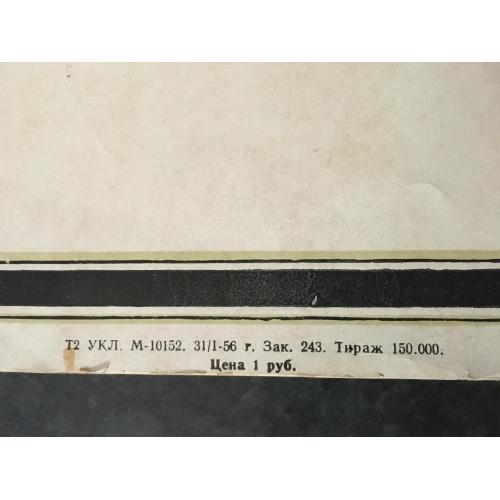 Т2 УКЛ. М-10152. 31/I-56 г. Зак. 243. Тираж 150.000.
Цена 1 руб.